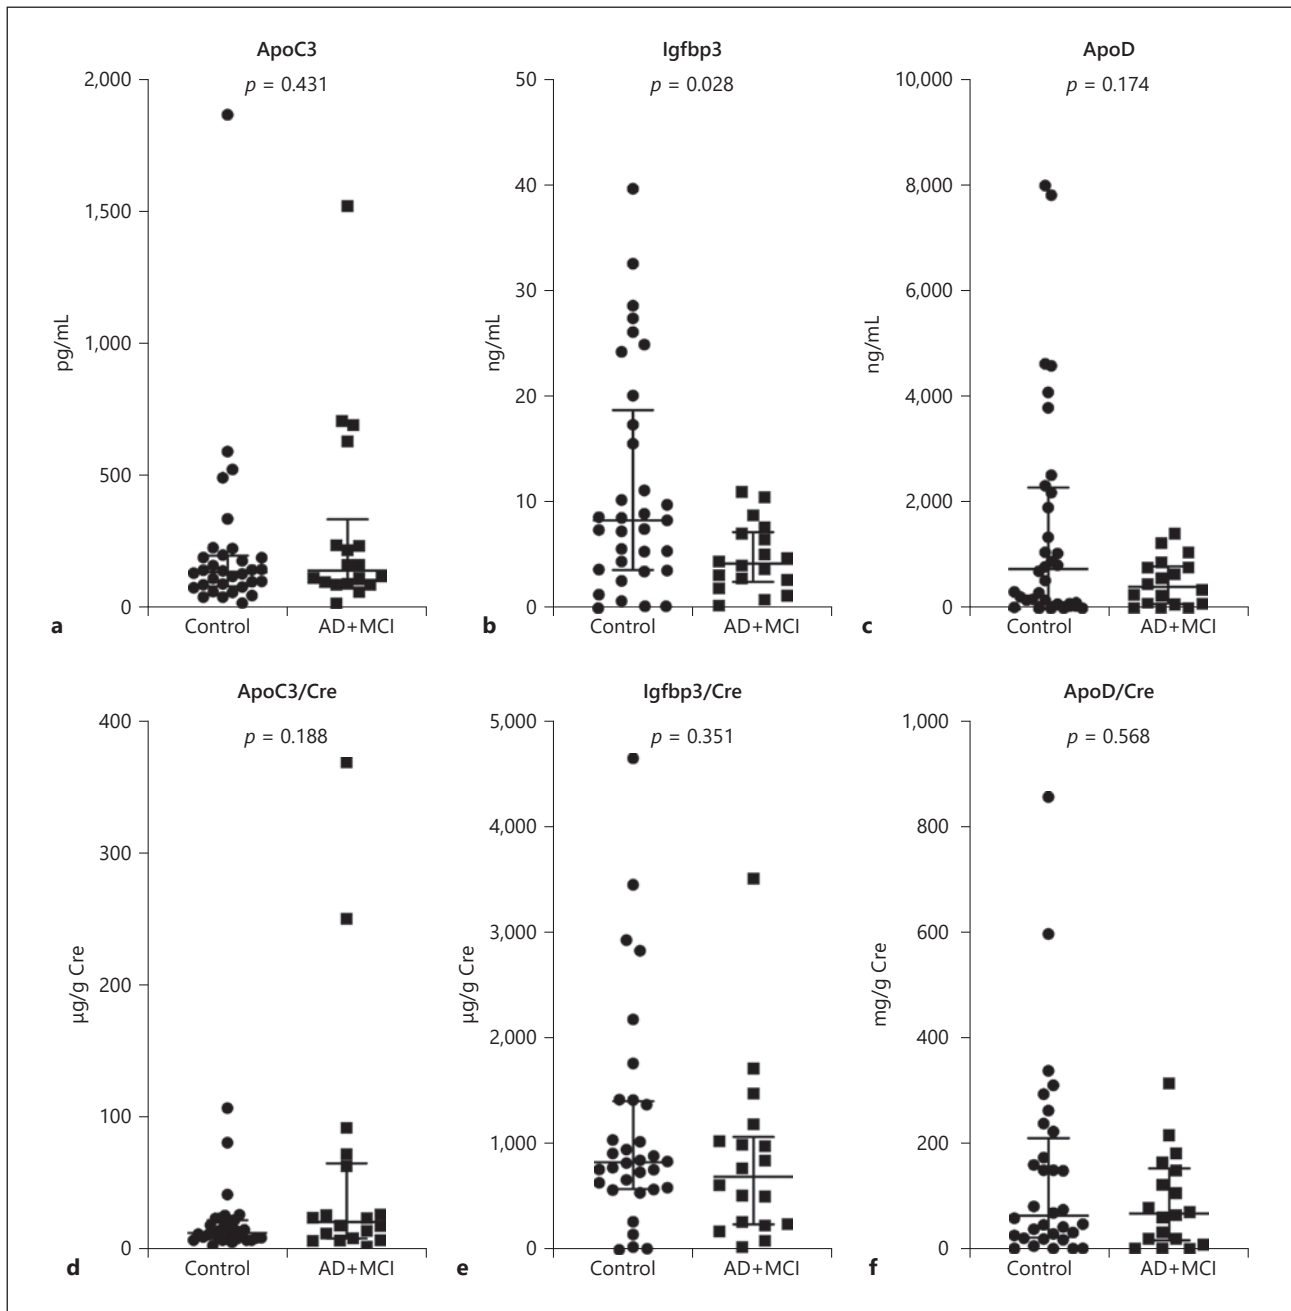 ApoC3
p = 0.431
2,000
1,500
1,000
500
0
pg/mL
Control
AD+MCI
a
Igfbp3
p = 0.028
50
40
30
20
10
0
ng/mL
Control
AD+MCI
b
ApoD
p = 0.174
10,000
8,000
6,000
4,000
2,000
0
ng/mL
Control
AD+MCI
c
ApoC3/Cre
p = 0.188
400
300
200
100
0
µg/g Cre
Control
AD+MCI
d
Igfbp3/Cre
p = 0.351
5,000
4,000
3,000
2,000
1,000
0
µg/g Cre
Control
AD+MCI
e
ApoD/Cre
p = 0.568
1,000
800
600
400
200
0
mg/g Cre
Control
AD+MCI
f